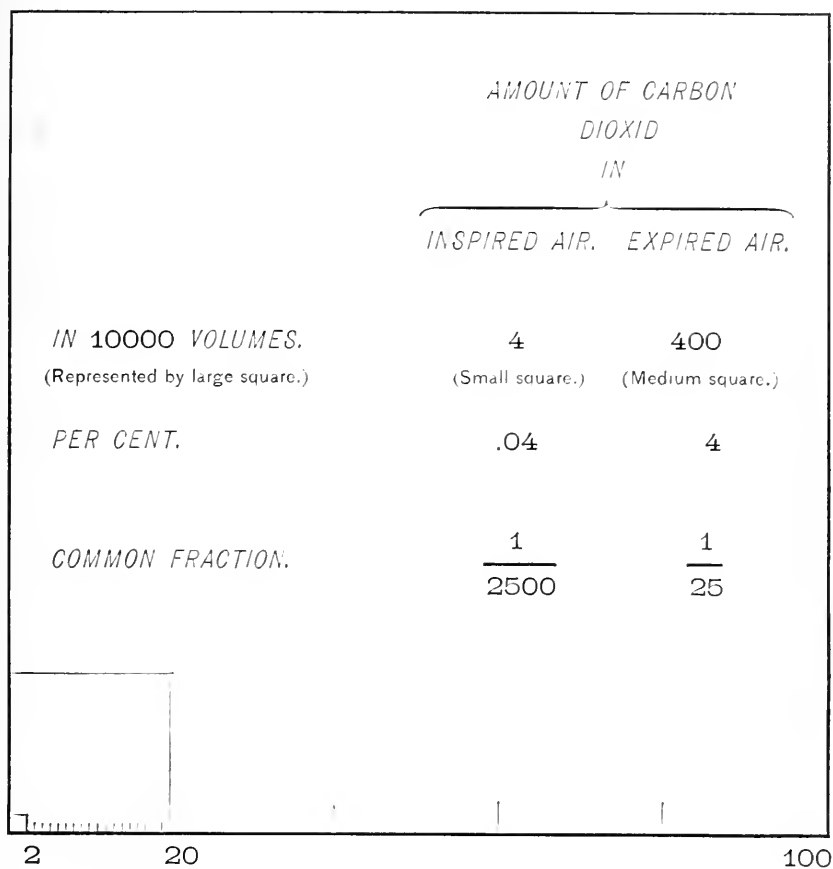 AMOUNT OF CARBON
DIOXID
IN
INSPIRED AIR. EXPIRED AIR.
IN 10000 VOLUMES. 4 400
(Represented by large square.) (Small square.) (Medium square.)
PER CENT. .04 4
COMMON FRACTION. 1/2500 1/25
2 20 100